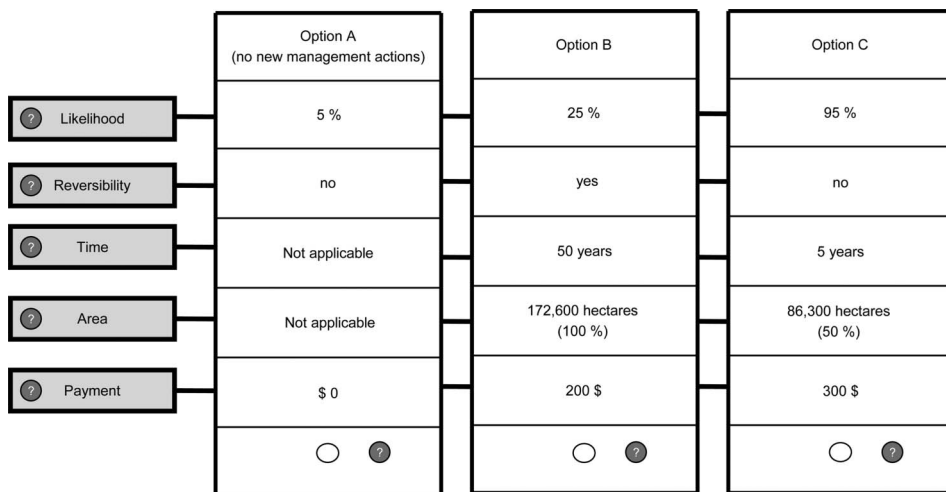 Option A
(no new management actions)
Option B
Option C
? Likelihood
5 %
25 %
95 %
? Reversibility
no
yes
no
? Time
Not applicable
50 years
5 years
? Area
Not applicable
172,600 hectares
(100 %)
86,300 hectares
(50 %)
? Payment
$ 0
200 $
300 $
?
?
?